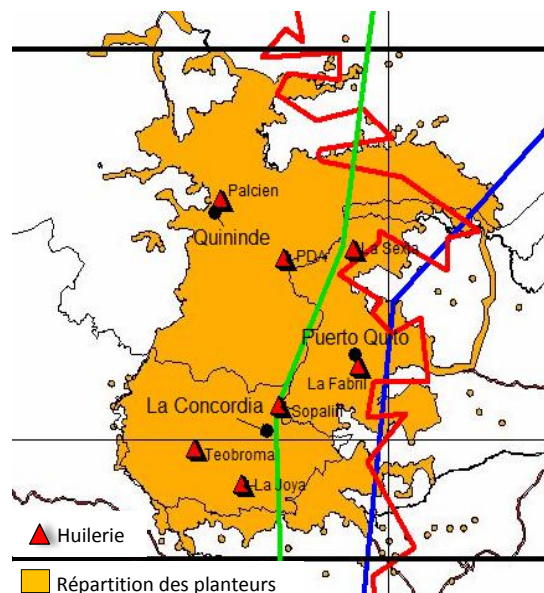 Palcien
Quininde
PDA
La Sexta
Puerto Quito
La Fabril
La Concordia
Sopalin
Teobroma
La Joya
Huilerie
Répartition des planteurs